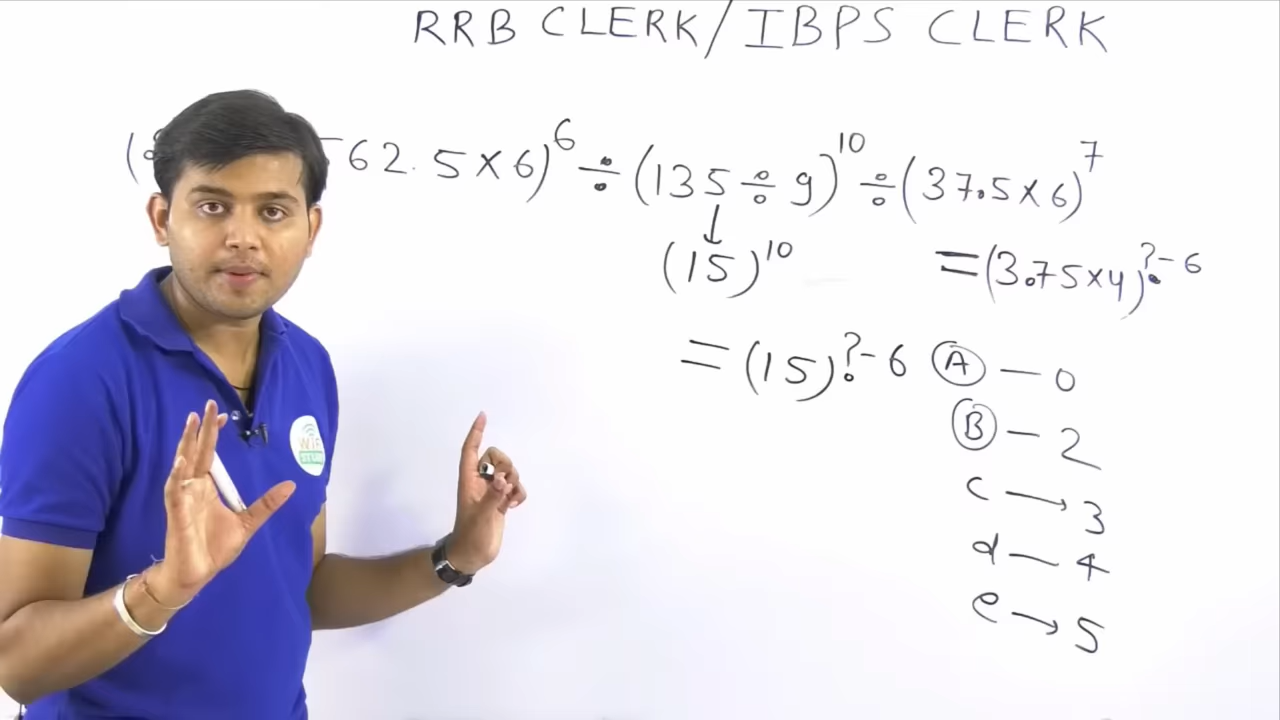 RRB CLERK/IBPS CLERK
62.5×6)⁶ ÷ (135÷9)¹⁰ ÷ (37.5×6)⁷
(15)¹⁰ = (3.75×4)^?-6
= (15)^?-6 Ⓐ — 0
Ⓑ — 2
c → 3
d — 4
e → 5